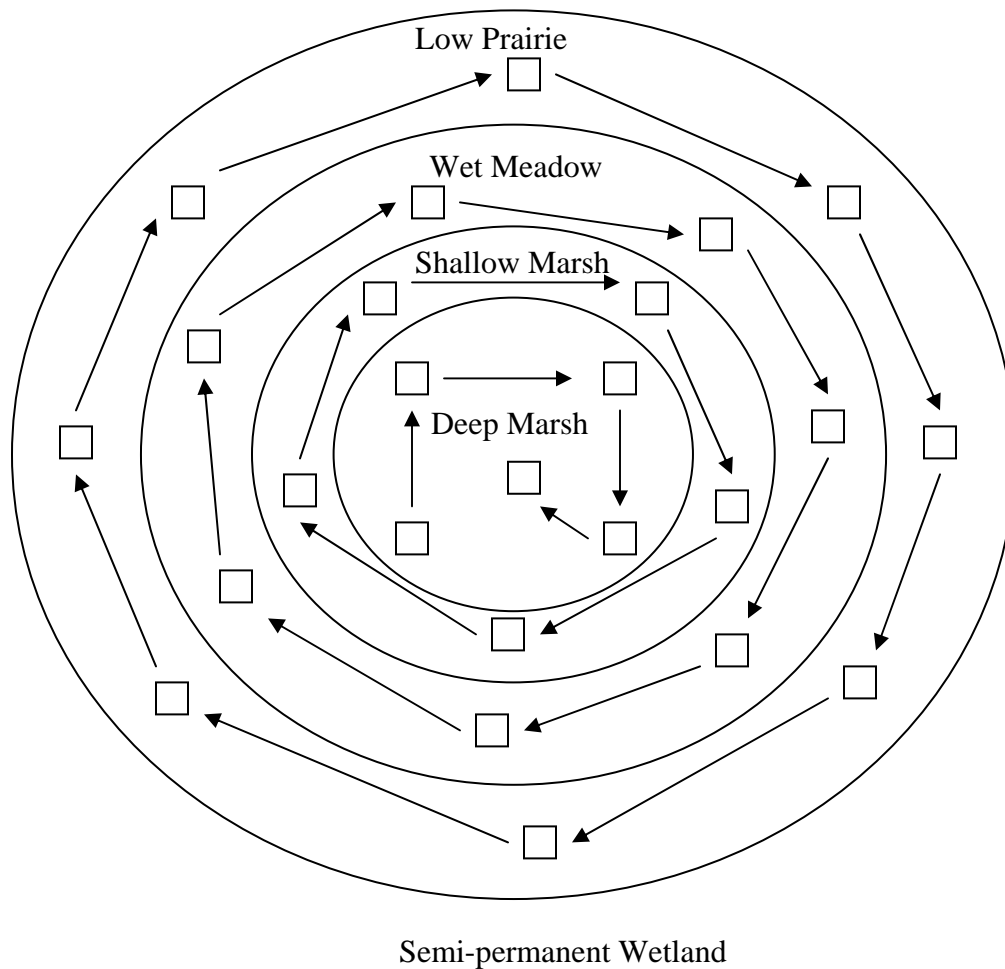 Low Prairie
Wet Meadow
Shallow Marsh
Deep Marsh
Semi-permanent Wetland